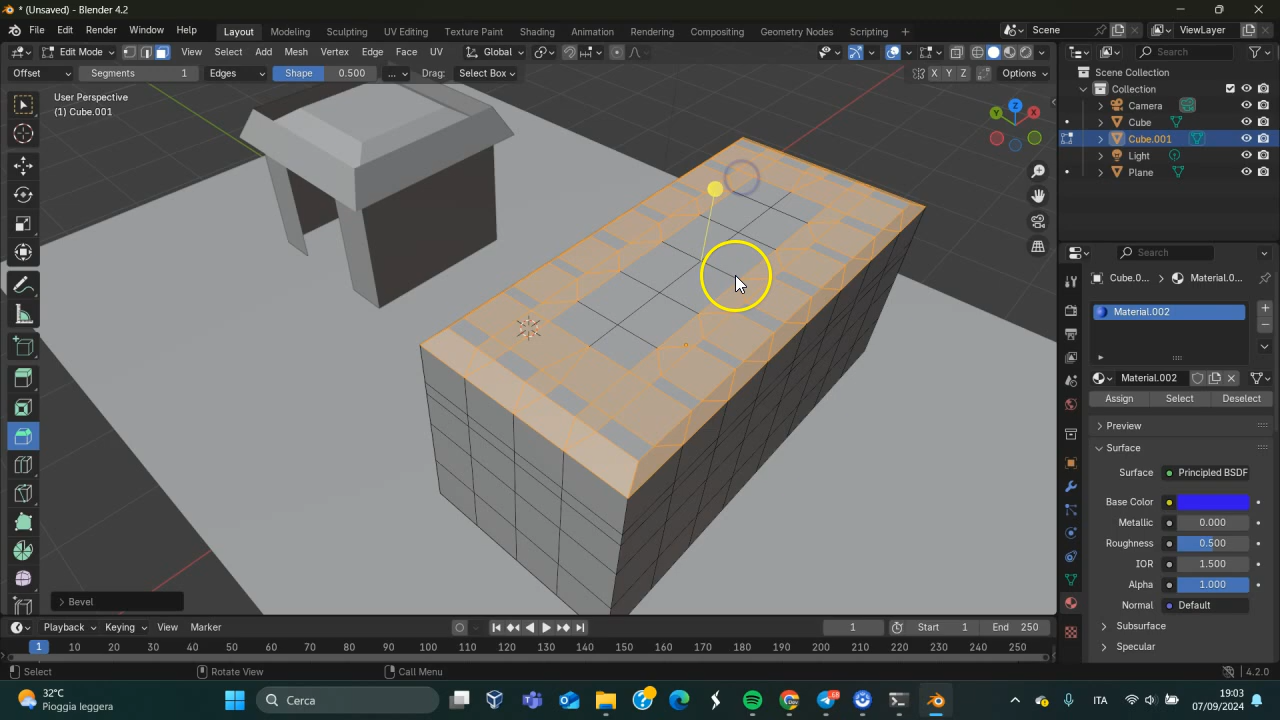 * (Unsaved) - Blender 4.2
File Edit Render Window Help Layout Modeling Sculpting UV Editing Texture Paint Shading Animation Rendering Compositing Geometry Nodes Scripting + Scene ViewLayer
Edit Mode View Select Add Mesh Vertex Edge Face UV Global Search
Offset Segments 1 Edges Shape 0.500 ... Drag: Select Box X Y Z Options
User Perspective
(1) Cube.001
Z
Y
X
Scene Collection
Collection
Camera
Cube
Cube.001
Light
Plane
Search
Cube.0... Material.0...
Material.002
Material.002
Assign Select Deselect
Preview
Surface
Surface Principled BSDF
Base Color
Metallic 0.000
Roughness 0.500
IOR 1.500
Alpha 1.000
Normal Default
Subsurface
Specular
Bevel
Playback Keying View Marker 1 Start 1 End 250
1 10 20 30 40 50 60 70 80 90 100 110 120 130 140 150 160 170 180 190 200 210 220 230 240 250
Select Rotate View Call Menu 4.2.0
32°C
Pioggia leggera
Cerca
ITA
19:03
07/09/2024